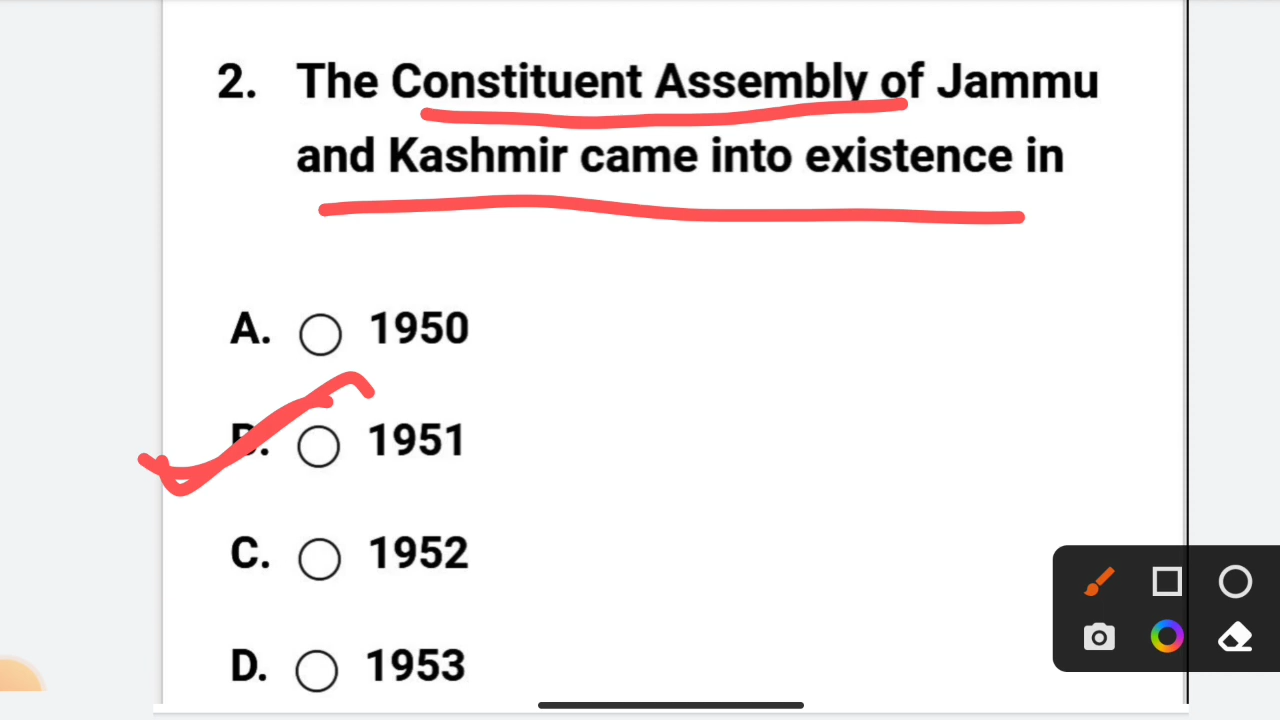 2. The Constituent Assembly of Jammu
and Kashmir came into existence in
A. 1950
B. 1951
C. 1952
D. 1953